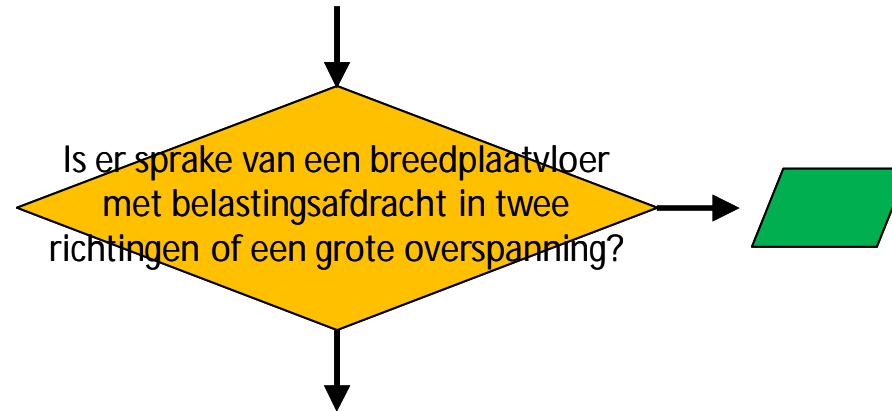 Is er sprake van een breedplaatvloer
met belastingsafdracht in twee
richtingen of een grote overspanning?